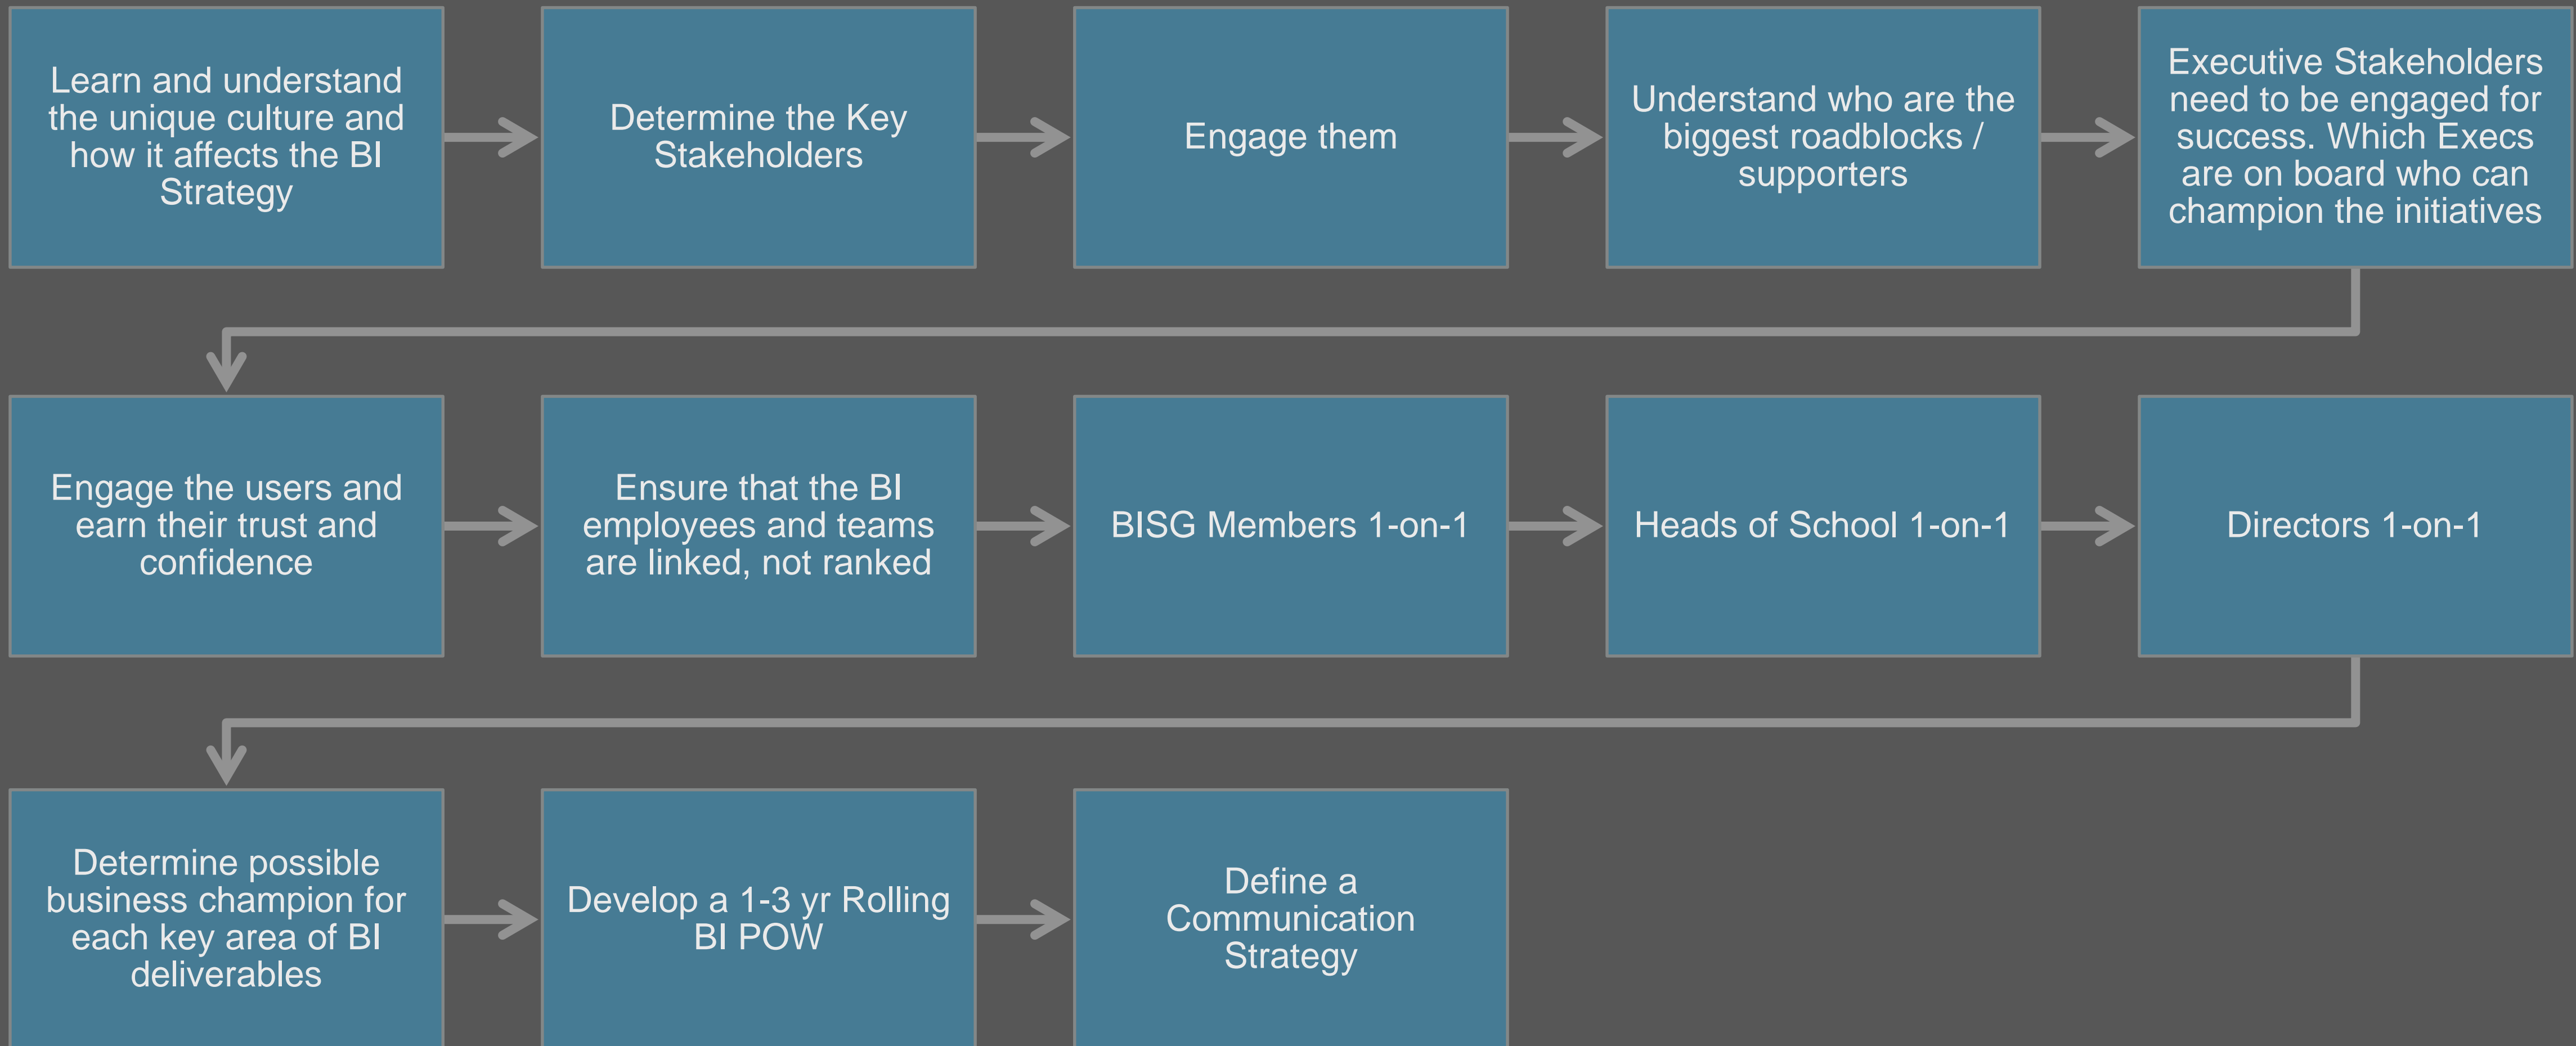 Learn and understand
the unique culture and
how it affects the BI
Strategy
Determine the Key
Stakeholders
Engage them
Understand who are the
biggest roadblocks /
supporters
Executive Stakeholders
need to be engaged for
success. Which Execs
are on board who can
champion the initiatives
Engage the users and
earn their trust and
confidence
Ensure that the BI
employees and teams
are linked, not ranked
BISG Members 1-on-1
Heads of School 1-on-1
Directors 1-on-1
Determine possible
business champion for
each key area of BI
deliverables
Develop a 1-3 yr Rolling
BI POW
Define a
Communication
Strategy